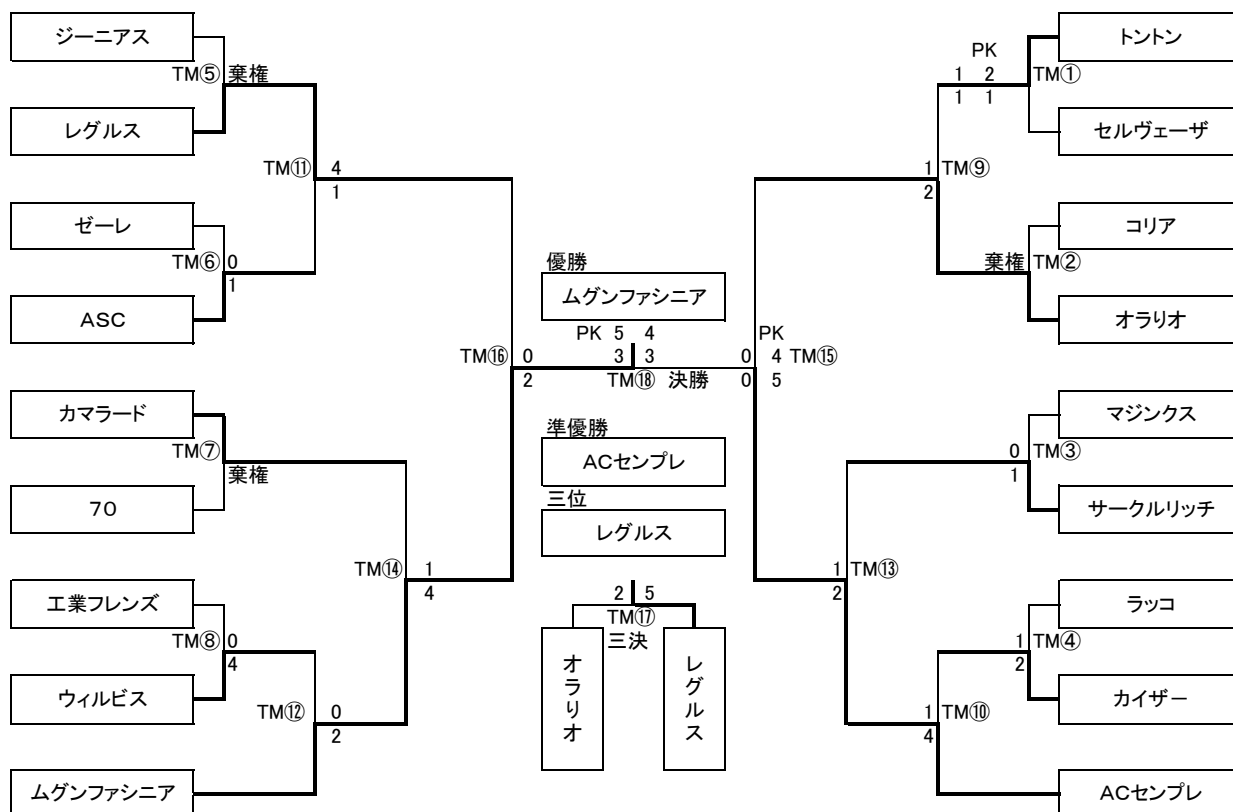 ジーニアス
TM⑤ 棄権
レグルス
TM⑪ 4
1
ゼーレ
TM⑥ 0
1
ASC
TM⑯ 0
2
カマラード
TM⑦
棄権
70
TM⑭ 1
4
工業フレンズ
TM⑧ 0
4
ウィルビス
TM⑫ 0
2
ムグンファシニア
優勝
ムグンファシニア
PK 5 4
3 3
TM⑱ 決勝
準優勝
ACセンプレ
三位
レグルス
2 5
TM⑰
三決
オラリオ
レグルス
トントン
PK
1 2 TM①
1 1
セルヴェーザ
1 TM⑨
2
コリア
棄権 TM②
オラリオ
PK
0 4 TM⑮
0 5
マジンクス
0 TM③
1
サークルリッチ
1 TM⑬
2
ラッコ
1 TM④
2
カイザー
1 TM⑩
4
ACセンプレ